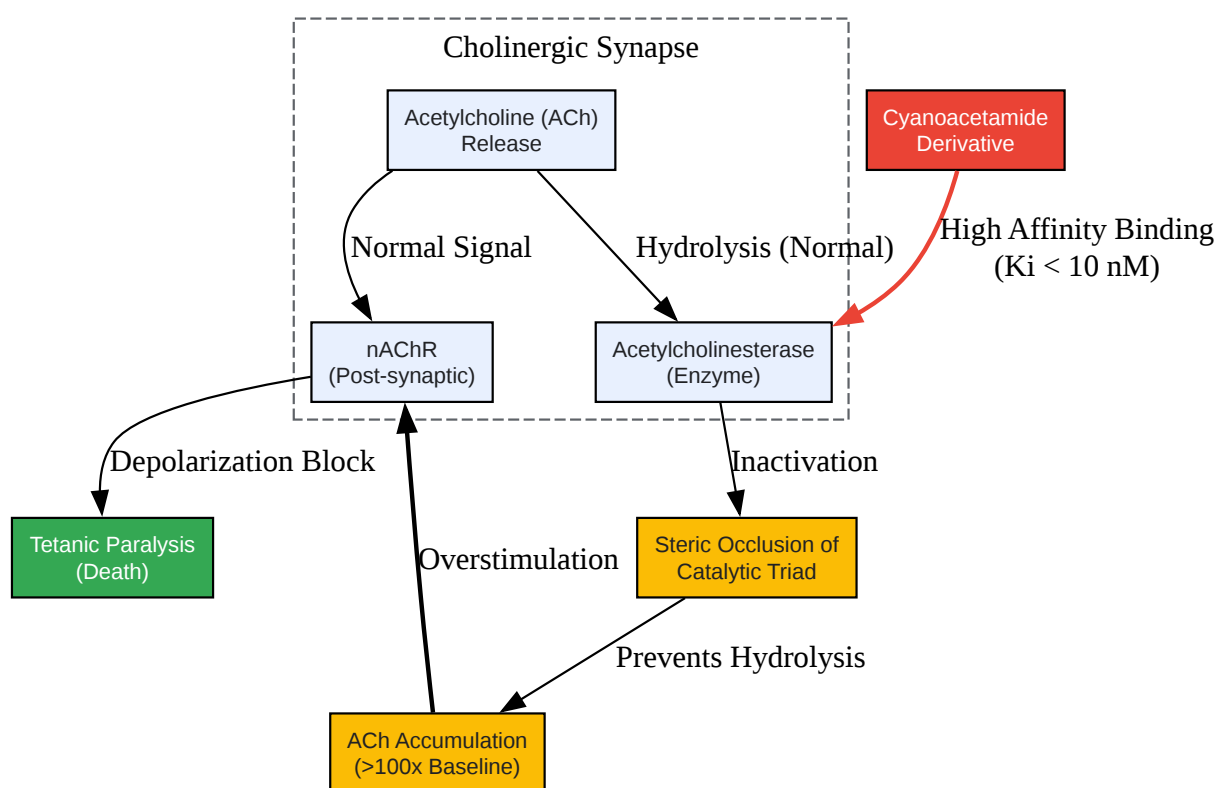 Cholinergic Synapse
Acetylcholine (ACh)
Release
Cyanoacetamide
Derivative
Normal Signal
Hydrolysis (Normal)
High Affinity Binding
(Ki < 10 nM)
nAChR
(Post-synaptic)
Acetylcholinesterase
(Enzyme)
Depolarization Block
Inactivation
Tetanic Paralysis
(Death)
Overstimulation
Steric Occlusion of
Catalytic Triad
Prevents Hydrolysis
ACh Accumulation
(>100x Baseline)